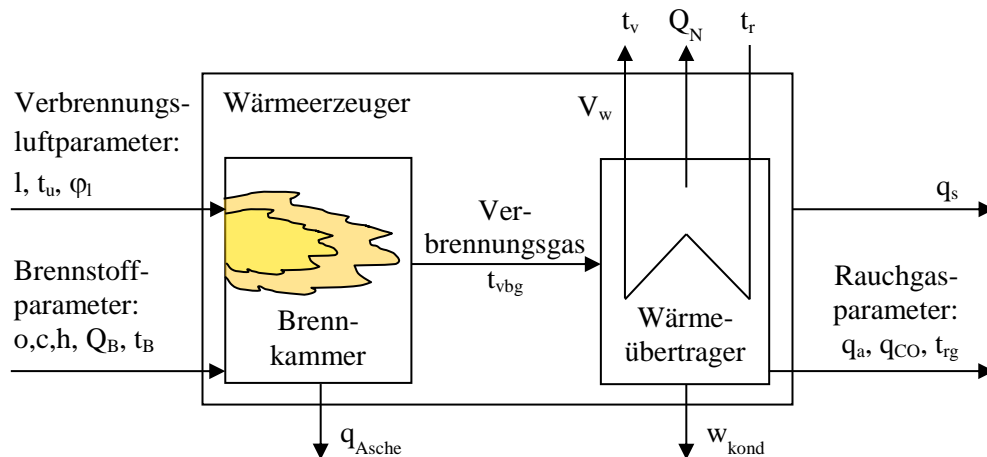 t_v
Q_N
t_r
Verbrennungs-
luftparameter:
l, t_u, φ_l
Wärmeerzeuger
V_w
q_s
Ver-
brennungsgas
t_vbg
Brennstoff-
parameter:
o,c,h, Q_B, t_B
Brenn-
kammer
Wärme-
übertrager
Rauchgas-
parameter:
q_a, q_CO, t_rg
q_Asche
w_kond